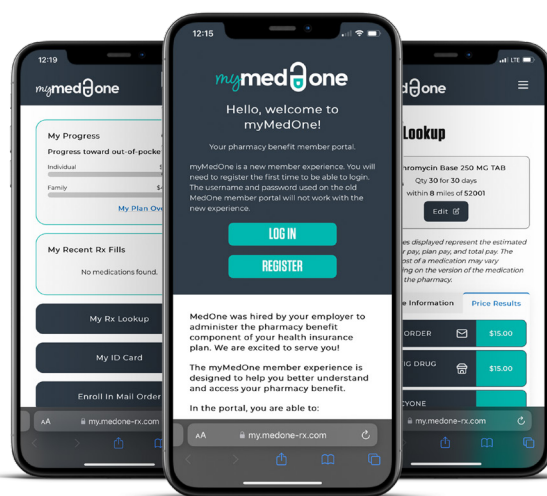 12:19
mymedone
My Progress
Progress toward out-of-pocke
Individual
Family
My Plan Ov
My Recent Rx Fills
No medications found.
My Rx Lookup
My ID Card
Enroll In Mail Order
AA my.medone-rx.com
12:15
mymedone
Hello, welcome to
myMedOne!
Your pharmacy benefit member portal.
myMedOne is a new member experience. You will
need to register the first time to be able to login.
The username and password used on the old
MedOne member portal will not work with the
new experience.
LOG IN
REGISTER
MedOne was hired by your employer to
administer the pharmacy benefit
component of your health insurance
plan. We are excited to serve you!
The myMedOne member experience is
designed to help you better understand
and access your pharmacy benefit.
In the portal, you are able to:
AA my.medone-rx.com
LTE
done
Lookup
hromycin Base 250 MG TAB
Qty 30 for 30 days
within 8 miles of 52001
Edit
es displayed represent the estimated
r pay, plan pay, and total pay. The
ost of a medication may vary
ing on the version of the medication
the pharmacy.
e Information Price Results
ORDER $15.00
IG DRUG $15.00
CYONE
my.medone-rx.com